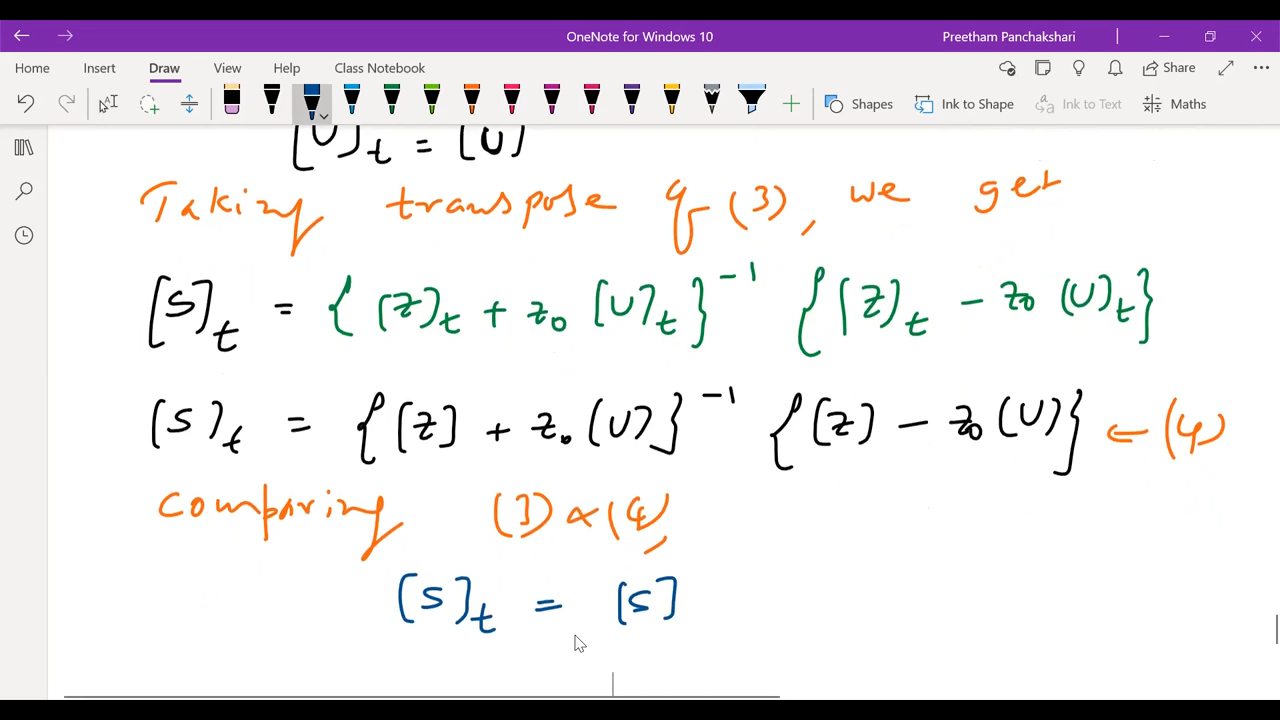 OneNote for Windows 10
Preetham Panchakshari
Home Insert Draw View Help Class Notebook Share
Shapes Ink to Shape Ink to Text Maths
[U]t = [U]
Taking transpose of (3), we get
[S]t = {[Z]t + Z0 [U]t}⁻¹ {[Z]t - Z0 [U]t}
[S]t = {[Z] + Z0 [U]}⁻¹ {[Z] - Z0 [U]} ← (4)
Comparing (3) & (4),
[S]t = [S]